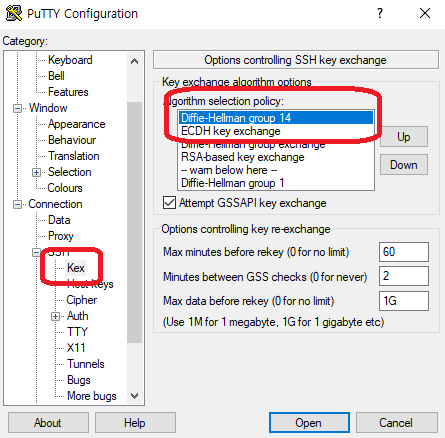 PuTTY Configuration
Category:
Keyboard
Bell
Features
Window
Appearance
Behaviour
Translation
Selection
Colours
Connection
Data
Proxy
SSH
Kex
Host keys
Cipher
Auth
TTY
X11
Tunnels
Bugs
More bugs
Options controlling SSH key exchange
Key exchange algorithm options
Algorithm selection policy:
Diffie-Hellman group 14
ECDH key exchange
Diffie-Hellman group exchange
RSA-based key exchange
-- warn below here --
Diffie-Hellman group 1
Up
Down
Attempt GSSAPI key exchange
Options controlling key re-exchange
Max minutes before rekey (0 for no limit) 60
Minutes between GSS checks (0 for never) 2
Max data before rekey (0 for no limit) 1G
(Use 1M for 1 megabyte, 1G for 1 gigabyte etc)
About Help Open Cancel